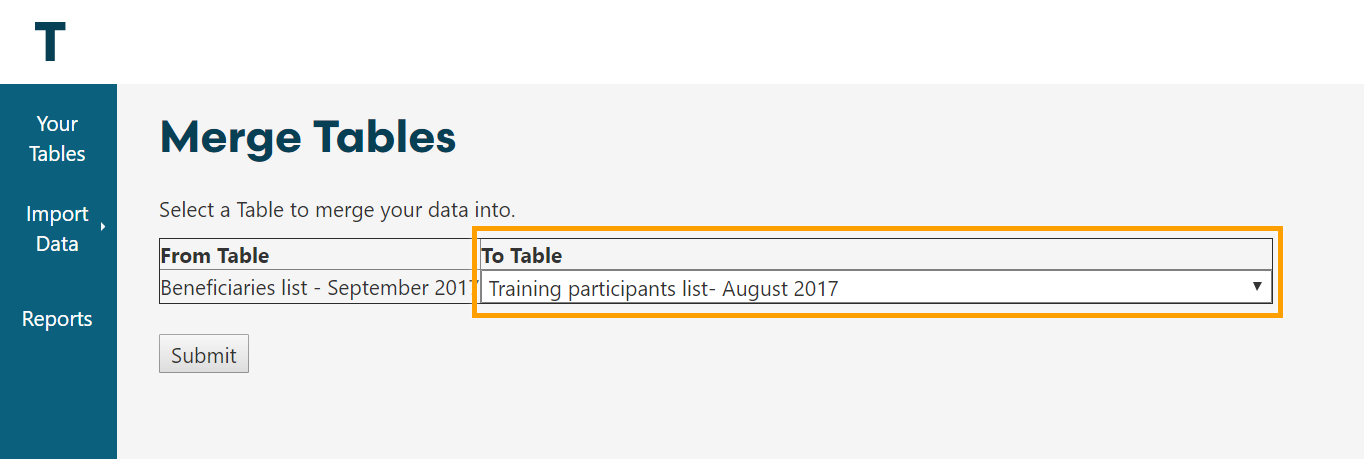 T
Your
Tables
Import
Data
Reports
Merge Tables
Select a Table to merge your data into.
From Table To Table
Beneficiaries list - September 2017 Training participants list- August 2017
Submit